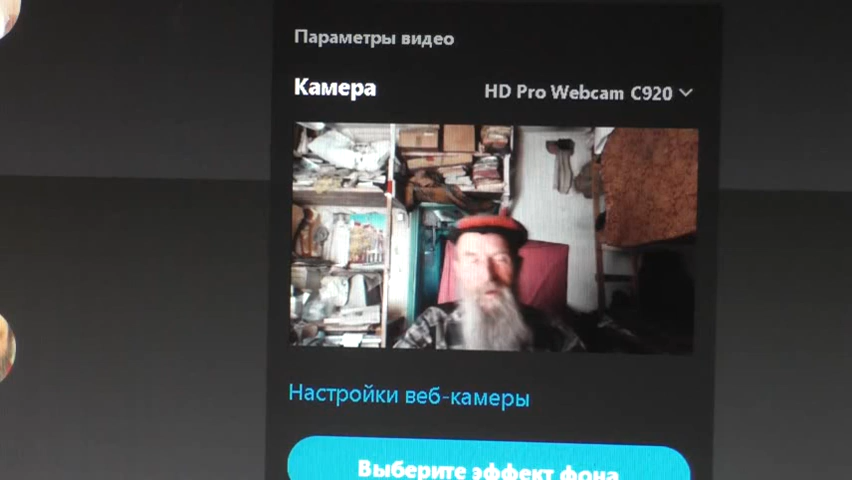 Параметры видео
Камера
HD Pro Webcam C920
Настройки веб-камеры
Выберите эффект фона